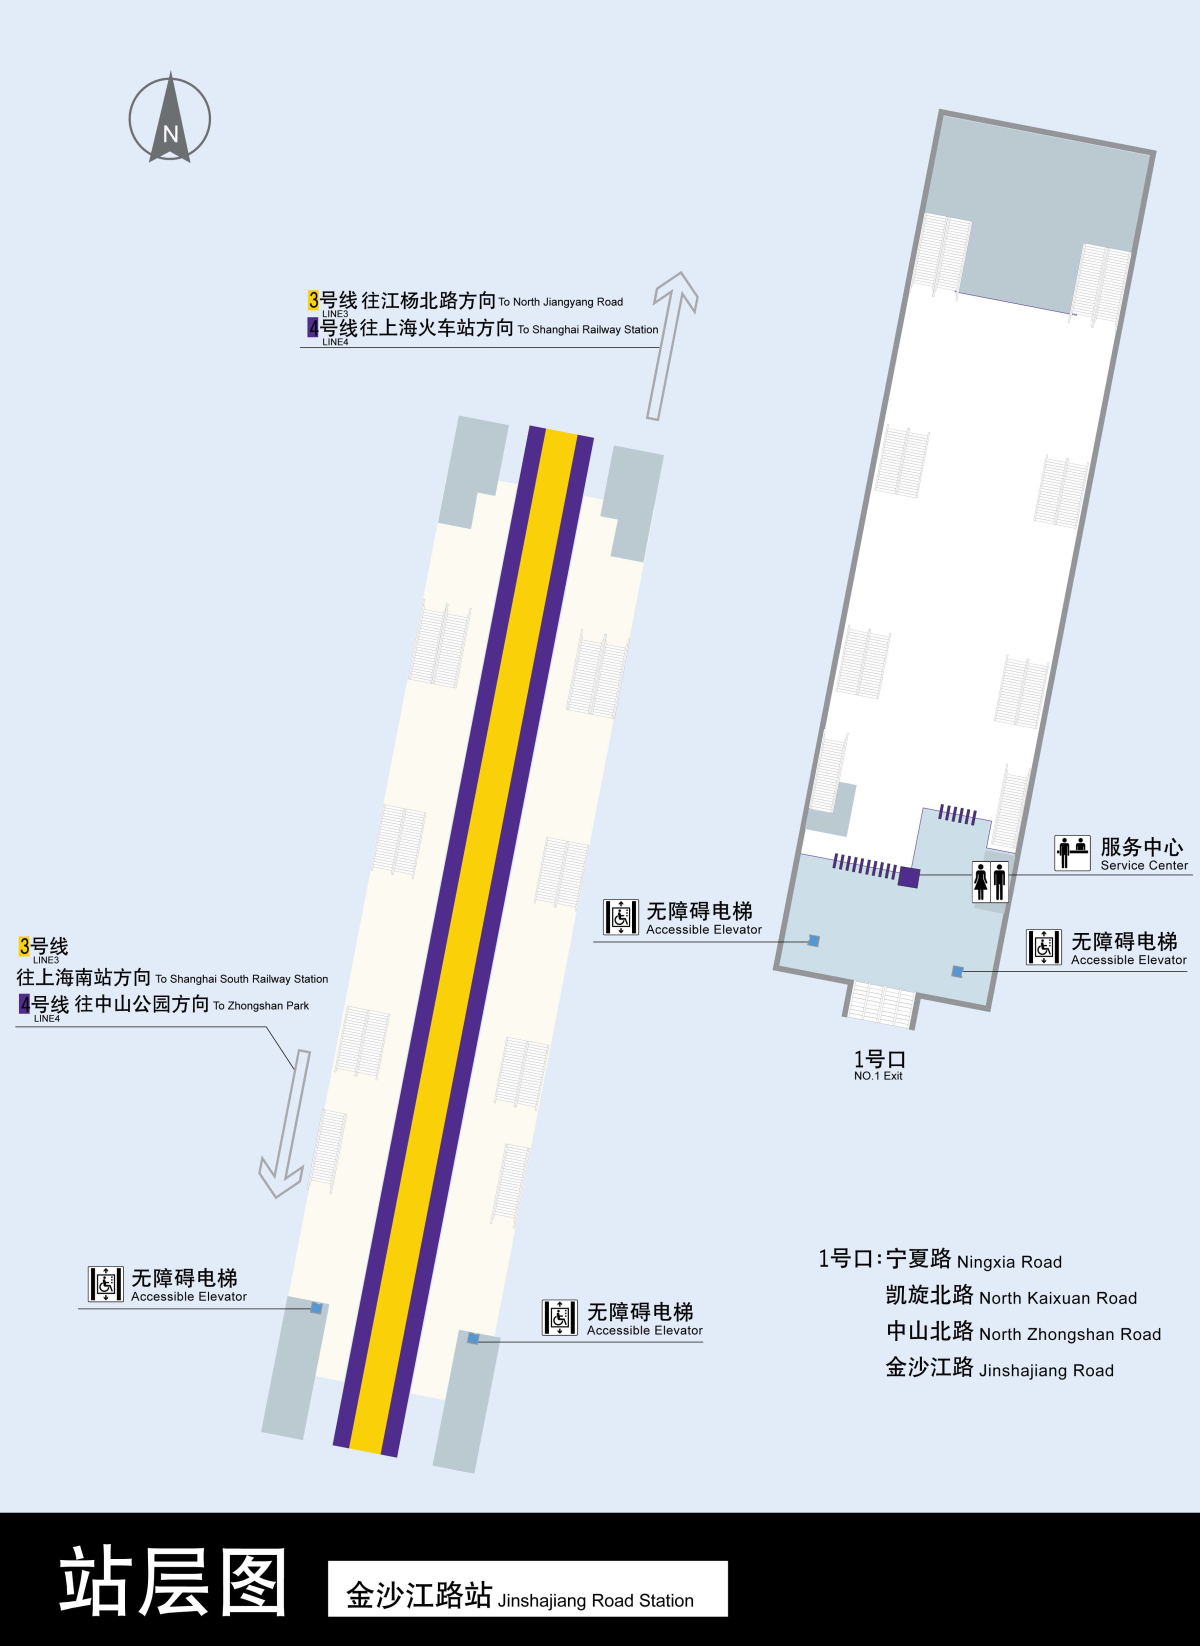 N
3号线 往江杨北路方向 To North Jiangyang Road
LINE3
4号线 往上海火车站方向 To Shanghai Railway Station
LINE4
服务中心
Service Center
无障碍电梯
Accessible Elevator
无障碍电梯
Accessible Elevator
3号线
LINE3
往上海南站方向 To Shanghai South Railway Station
4号线 往中山公园方向 To Zhongshan Park
LINE4
1号口
NO.1 Exit
无障碍电梯
Accessible Elevator
无障碍电梯
Accessible Elevator
1号口:宁夏路 Ningxia Road
凯旋北路 North Kaixuan Road
中山北路 North Zhongshan Road
金沙江路 Jinshajiang Road
站层图
金沙江路站 Jinshajiang Road Station